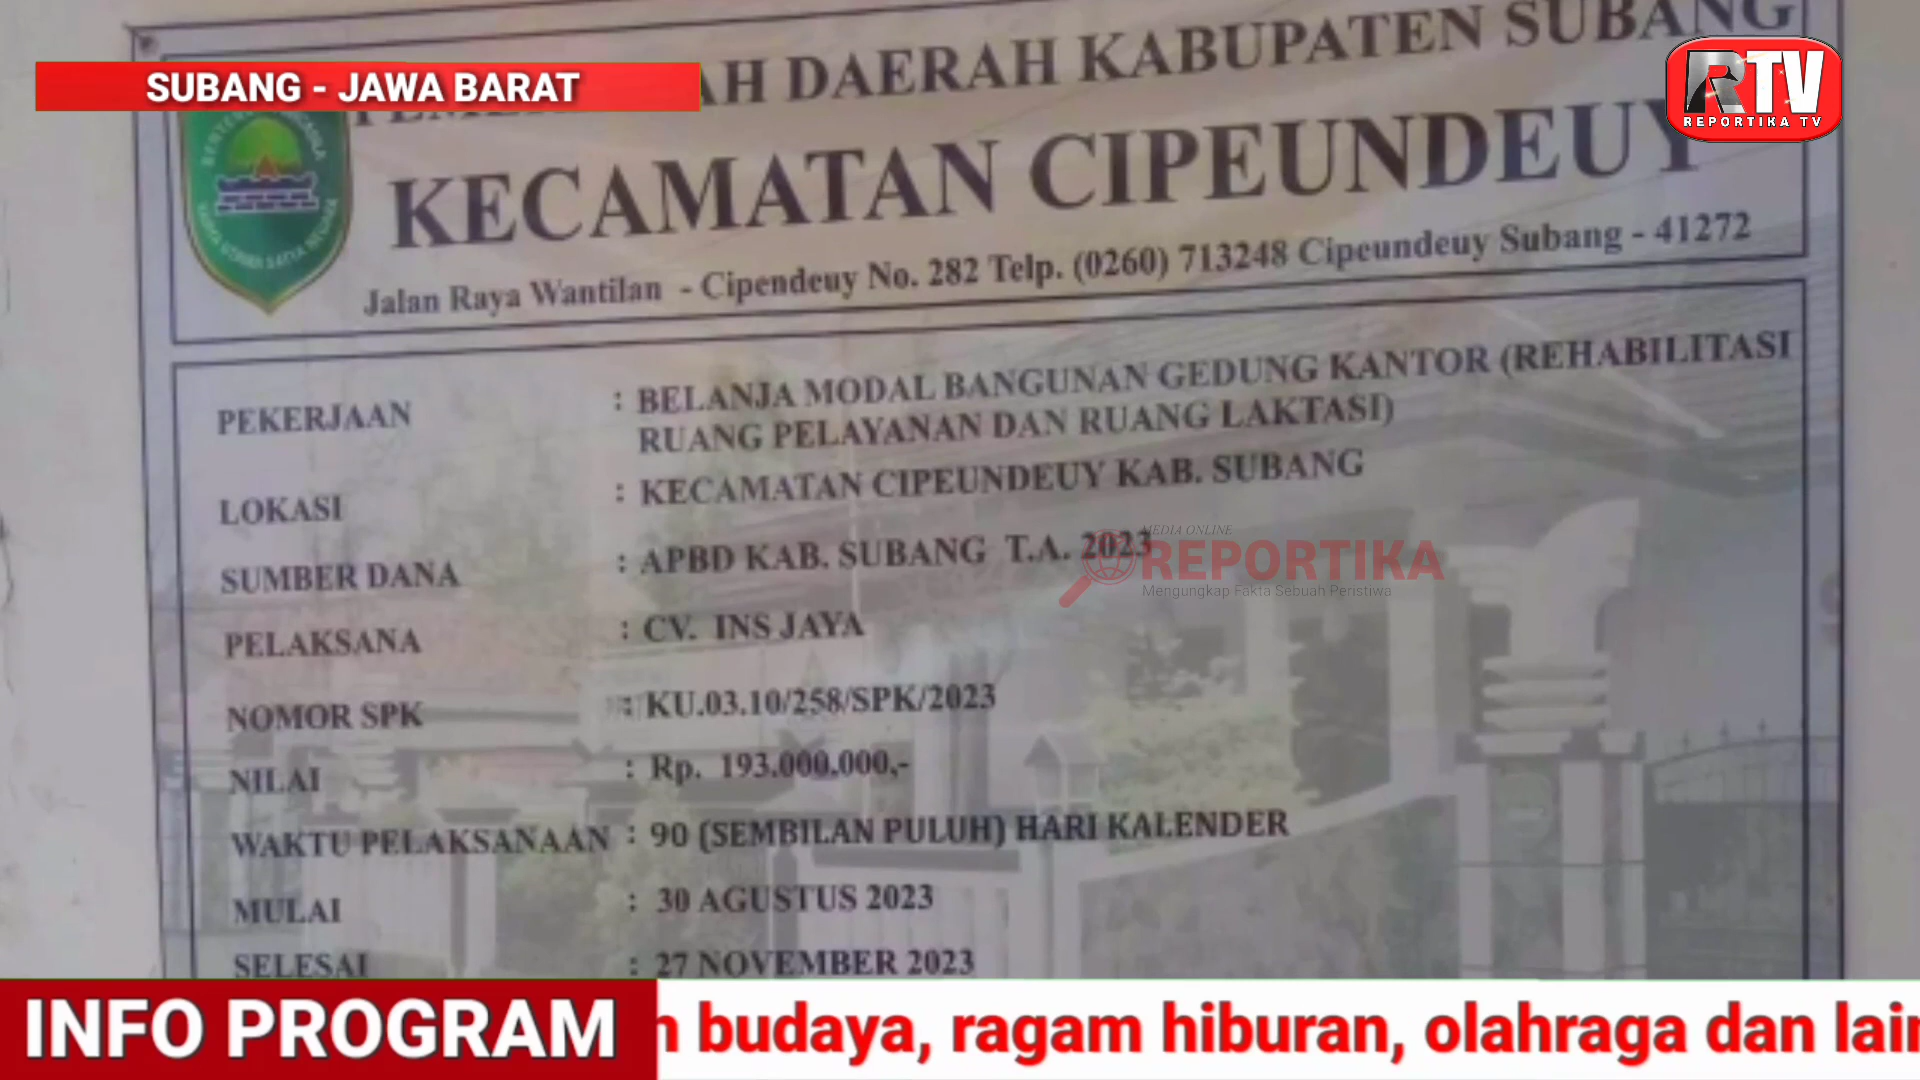 SUBANG - JAWA BARAT
RTV
REPORTIKA TV
DAERAH KABUPATEN SUBANG
KECAMATAN CIPEUNDEUY
Jalan Raya Wantilan - Cipendeuy No. 282 Telp. (0260) 713248 Cipeundeuy Subang - 41272
PEKERJAAN : BELANJA MODAL BANGUNAN GEDUNG KANTOR (REHABILITASI
RUANG PELAYANAN DAN RUANG LAKTASI)
LOKASI : KECAMATAN CIPEUNDEUY KAB. SUBANG
SUMBER DANA : APBD KAB. SUBANG T.A. 2023
MEDIA ONLINE
REPORTIKA
Mengungkap Fakta Sebuah Peristiwa
PELAKSANA : CV. INS JAYA
NOMOR SPK : KU.03.10/258/SPK/2023
NILAI : Rp. 193.000.000,-
WAKTU PELAKSANAAN : 90 (SEMBILAN PULUH) HARI KALENDER
MULAI : 30 AGUSTUS 2023
SELESAI : 27 NOVEMBER 2023
INFO PROGRAM
budaya, ragam hiburan, olahraga dan lain